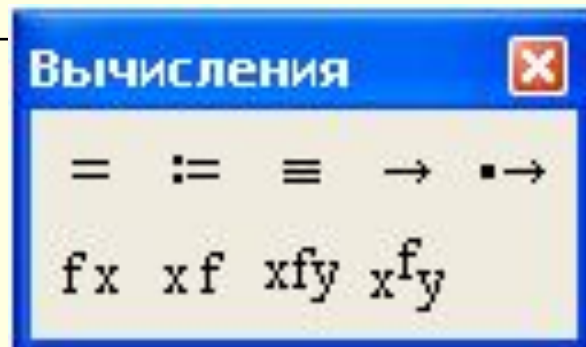 Вычисления
= := ≡ → ▪→
fx xf xfy xfy